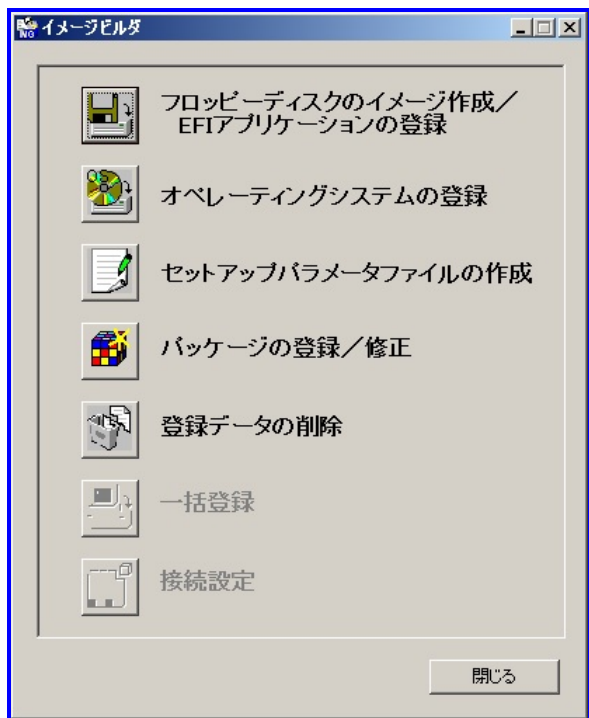 イメージビルダ
フロッピーディスクのイメージ作成／
EFIアプリケーションの登録
オペレーティングシステムの登録
セットアップパラメータファイルの作成
パッケージの登録／修正
登録データの削除
一括登録
接続設定
閉じる